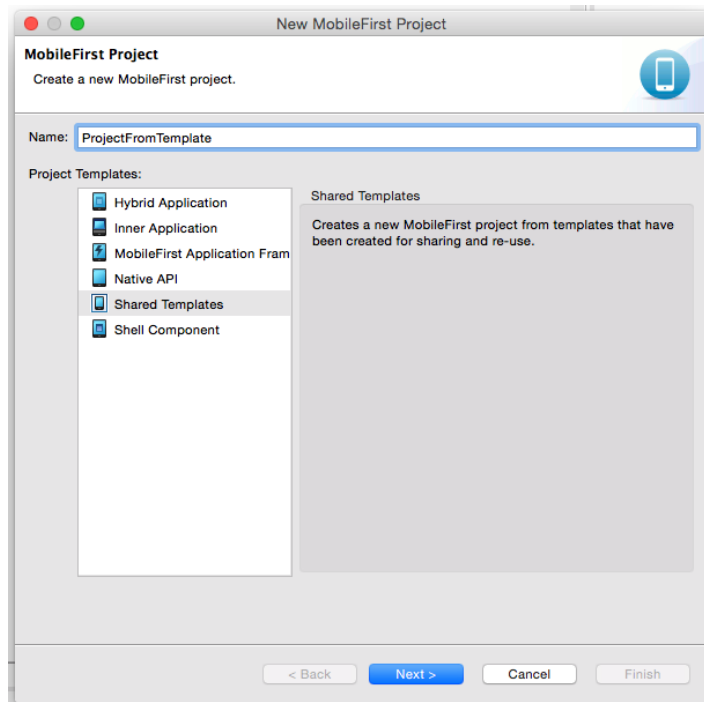 New MobileFirst Project
MobileFirst Project
Create a new MobileFirst project.
Name: ProjectFromTemplate
Project Templates:
Hybrid Application
Inner Application
MobileFirst Application Fram
Native API
Shared Templates
Shell Component
Shared Templates
Creates a new MobileFirst project from templates that have
been created for sharing and re-use.
< Back Next > Cancel Finish